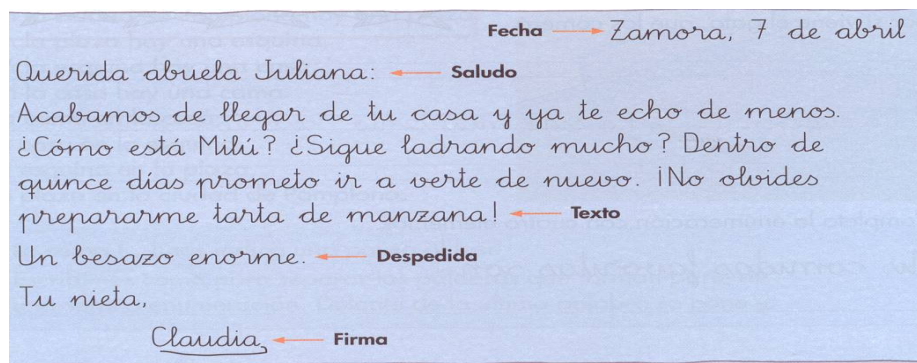 Fecha Zamora, 7 de abril
Querida abuela Juliana: Saludo
Acabamos de llegar de tu casa y ya te echo de menos.
¿Cómo está Milú? ¿Sigue ladrando mucho? Dentro de
quince días prometo ir a verte de nuevo. ¡No olvides
prepararme tarta de manzana! Texto
Un besazo enorme. Despedida
Tu nieta,
Claudia Firma